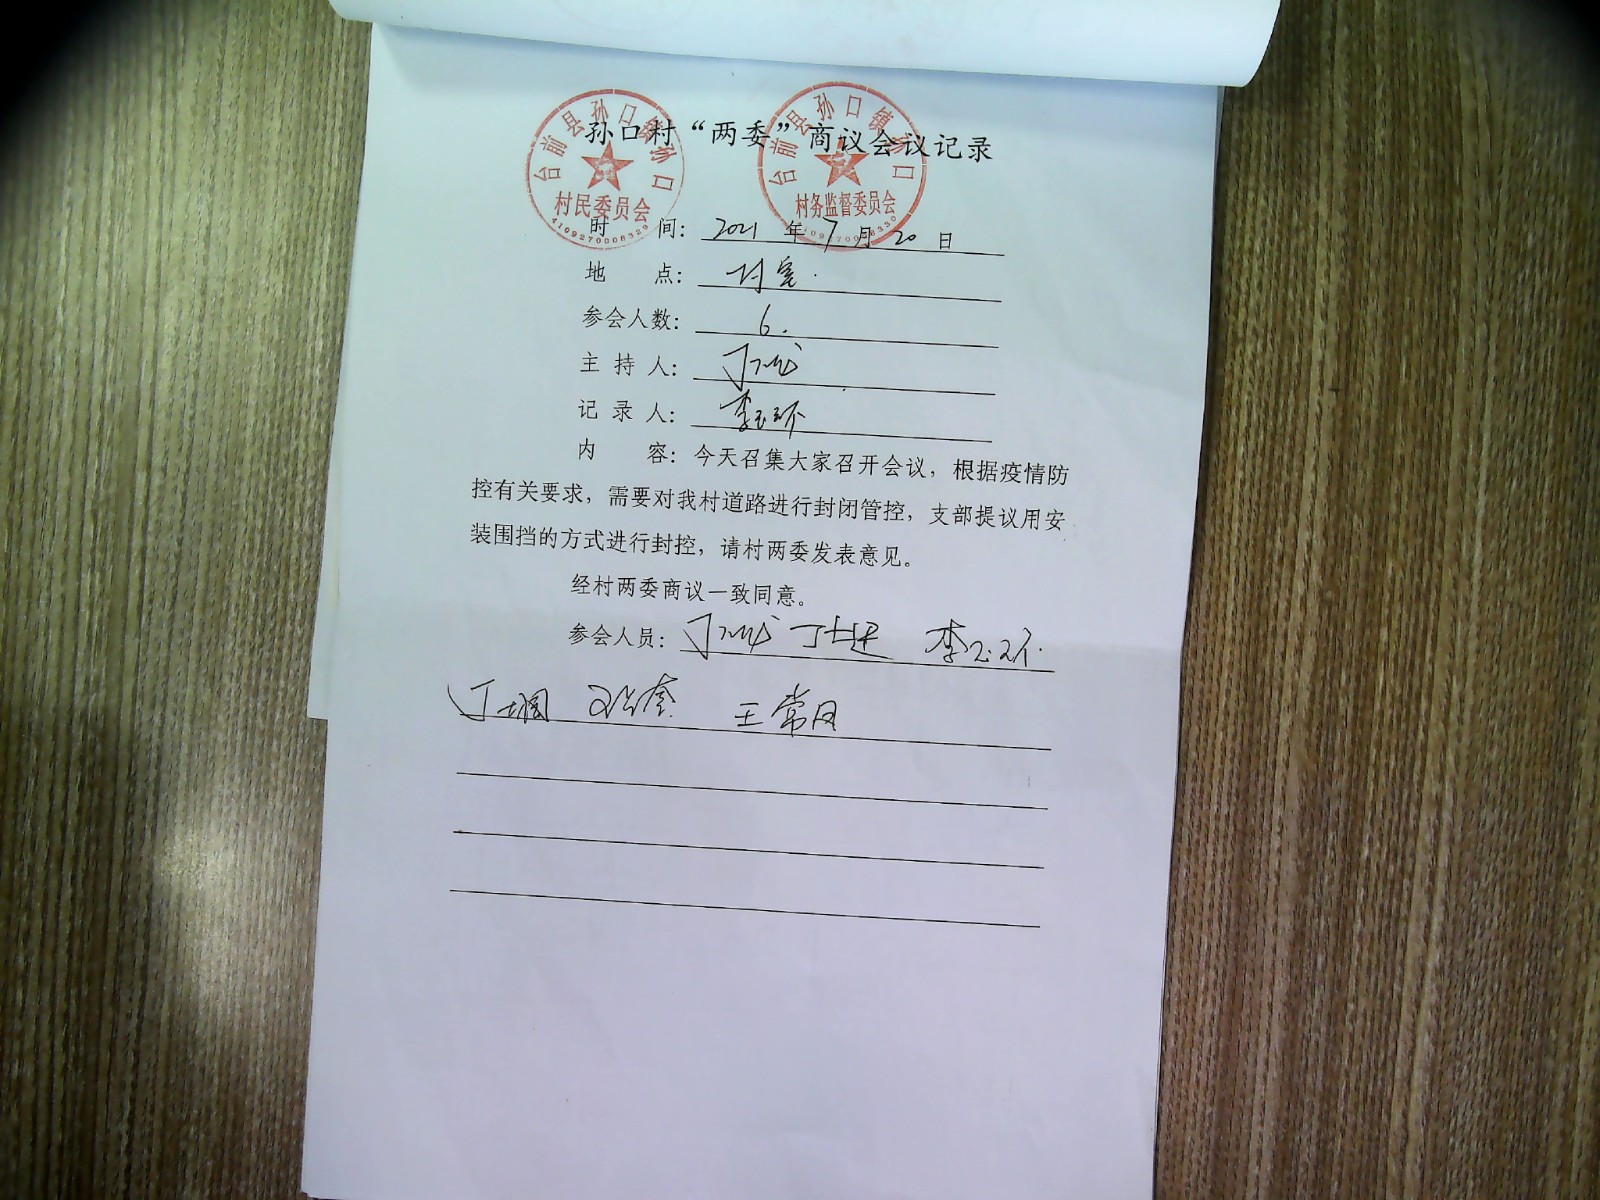 孙口村“两委”商议会议记录
台前县孙口镇孙口
村民委员会
4109270008329
台前县孙口镇孙口
村务监督委员会
时 间：2021 年 7 月 20 日
地 点：村室.
参会人数：6.
主 持 人：
记 录 人：李玉环
内 容：今天召集大家召开会议，根据疫情防
控有关要求，需要对我村道路进行封闭管控，支部提议用安
装围挡的方式进行封控，请村两委发表意见。
经村两委商议一致同意。
参会人员：李玉环.
王常月